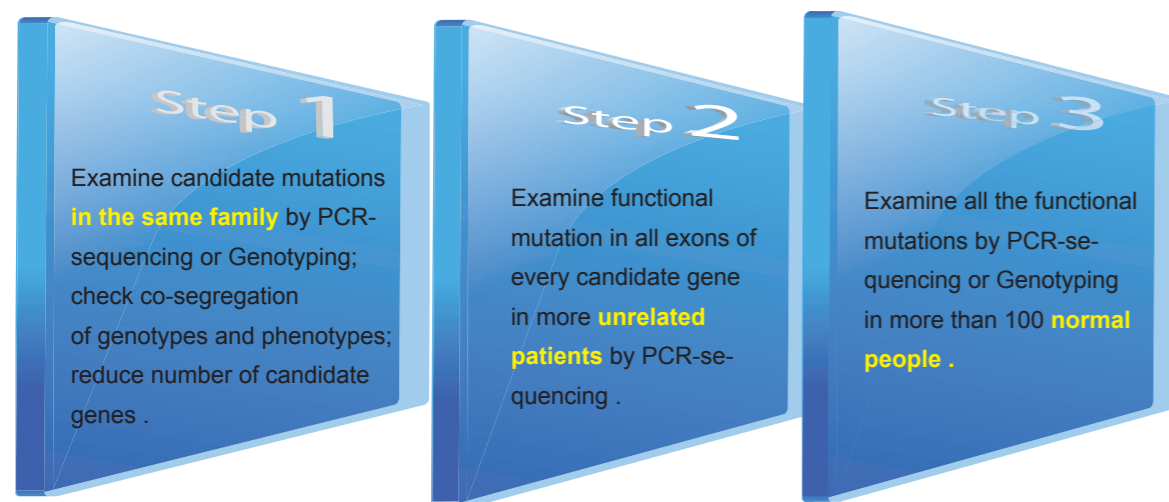 Step 1
Examine candidate mutations
in the same family by PCR-
sequencing or Genotyping;
check co-segregation
of genotypes and phenotypes;
reduce number of candidate
genes .
Step 2
Examine functional
mutation in all exons of
every candidate gene
in more unrelated
patients by PCR-se-
quencing .
Step 3
Examine all the functional
mutations by PCR-se-
quencing or Genotyping
in more than 100 normal
people .